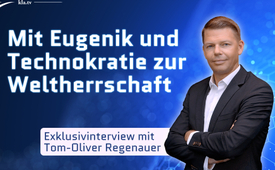 kla.tv
Mit Eugenik und
Technokratie zur
Weltherrschaft
Exklusivinterview mit
Tom-Oliver Regenauer